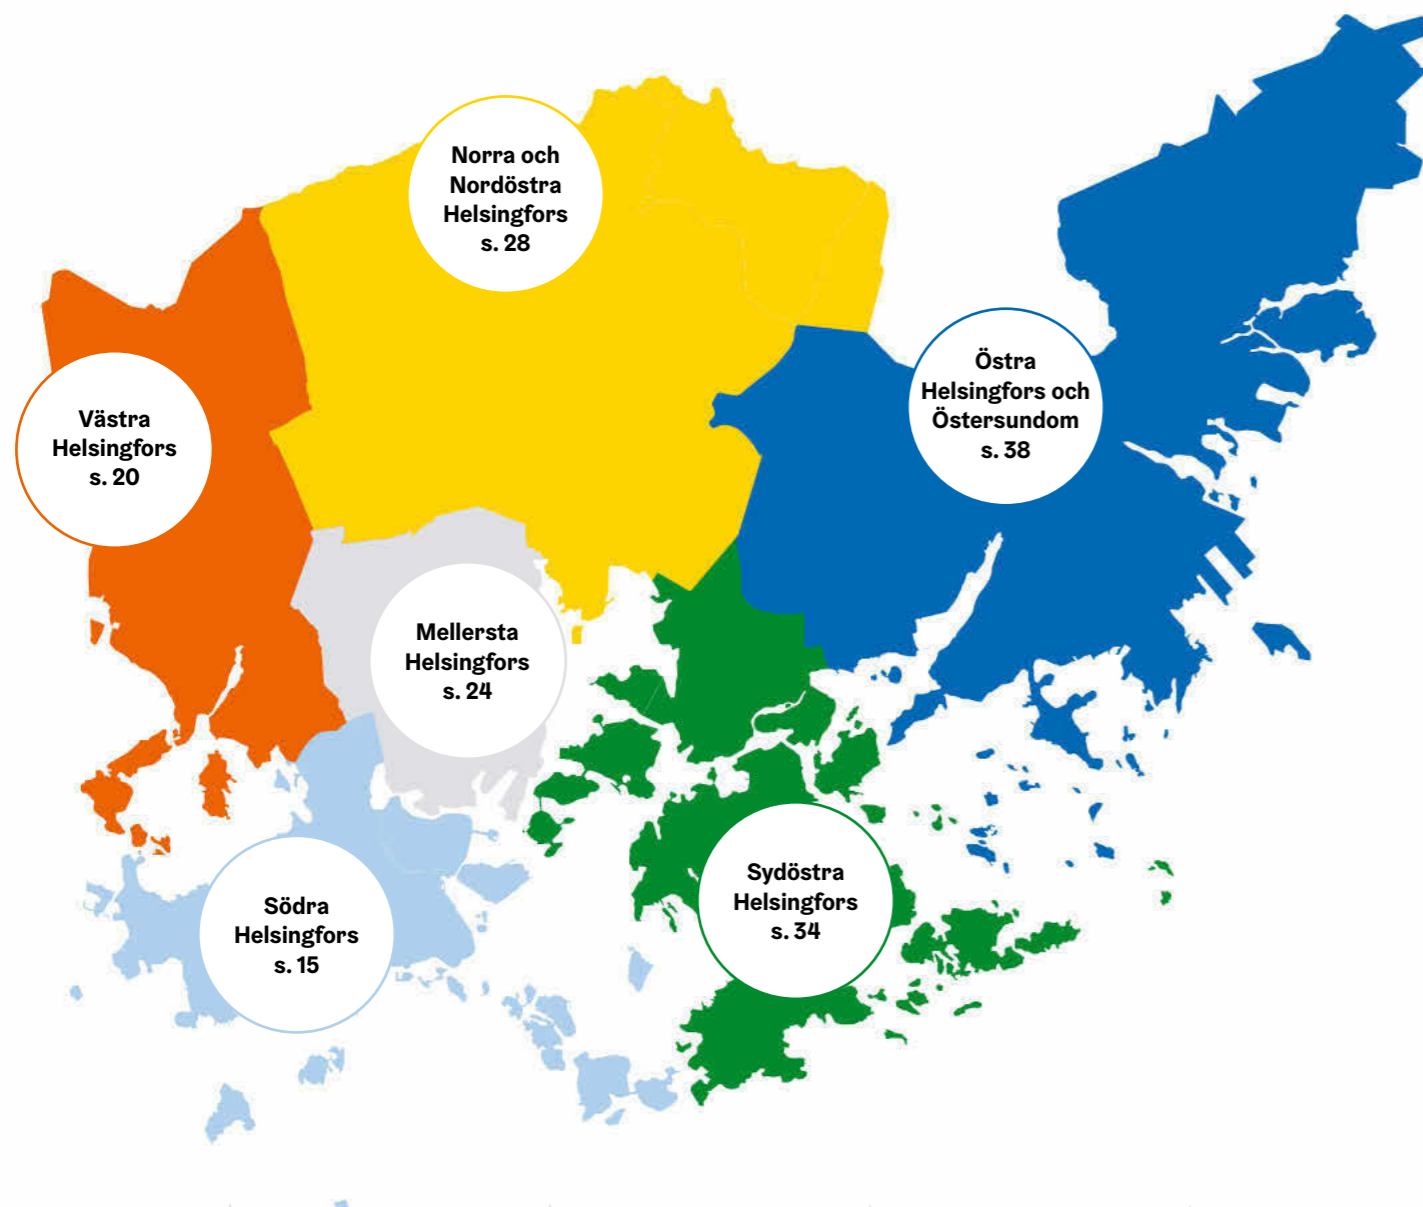 Norra och
Nordöstra
Helsingfors
s. 28
Östra
Helsingfors och
Östersundom
s. 38
Västra
Helsingfors
s. 20
Mellersta
Helsingfors
s. 24
Sydöstra
Helsingfors
s. 34
Södra
Helsingfors
s. 15